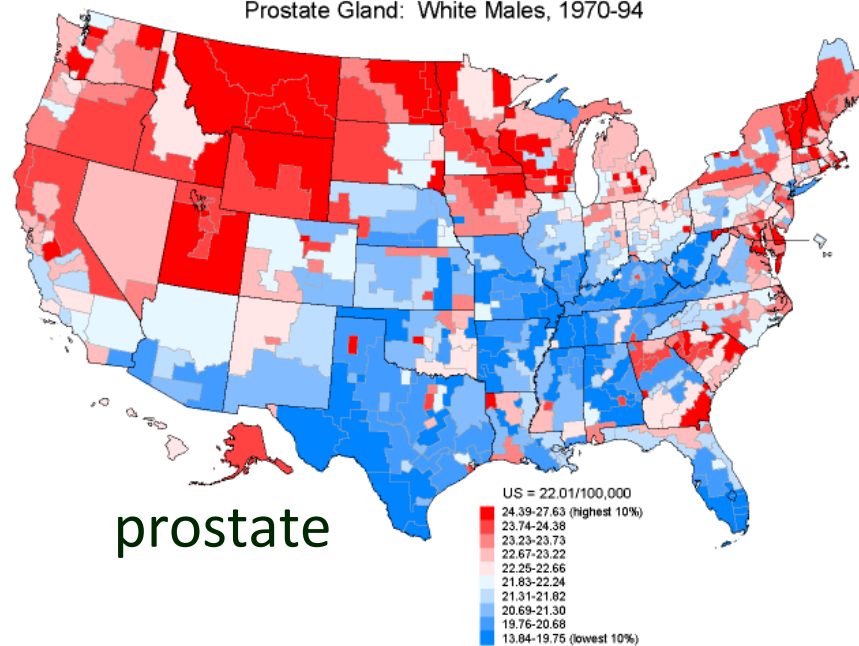 Prostate Gland: White Males, 1970-94
prostate
US = 22.01/100,000
24.39-27.63 (highest 10%)
23.74-24.38
23.23-23.73
22.67-23.22
22.25-22.66
21.83-22.24
21.31-21.82
20.69-21.30
19.76-20.68
13.84-19.75 (lowest 10%)